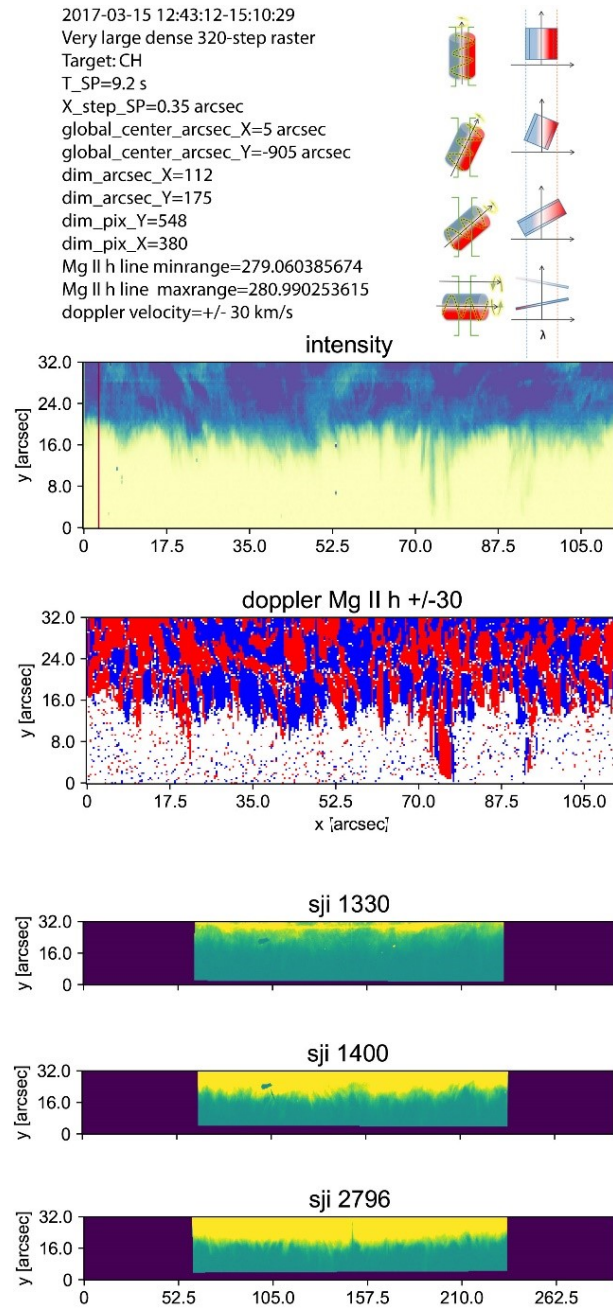 2017-03-15 12:43:12-15:10:29
Very large dense 320-step raster
Target: CH
T_SP=9.2 s
X_step_SP=0.35 arcsec
global_center_arcsec_X=5 arcsec
global_center_arcsec_Y=-905 arcsec
dim_arcsec_X=112
dim_arcsec_Y=175
dim_pix_Y=548
dim_pix_X=380
Mg II h line minrange=279.060385674
Mg II h line  maxrange=280.990253615
doppler velocity=+/- 30 km/s
λ
intensity
32.0
24.0
16.0
8.0
0
y [arcsec]
0 17.5 35.0 52.5 70.0 87.5 105.0
doppler Mg II h +/-30
32.0
24.0
16.0
8.0
0
y [arcsec]
0 17.5 35.0 52.5 70.0 87.5 105.0
x [arcsec]
sji 1330
32.0
16.0
0
y [arcsec]
sji 1400
32.0
16.0
0
y [arcsec]
sji 2796
32.0
16.0
0
y [arcsec]
0 52.5 105.0 157.5 210.0 262.5